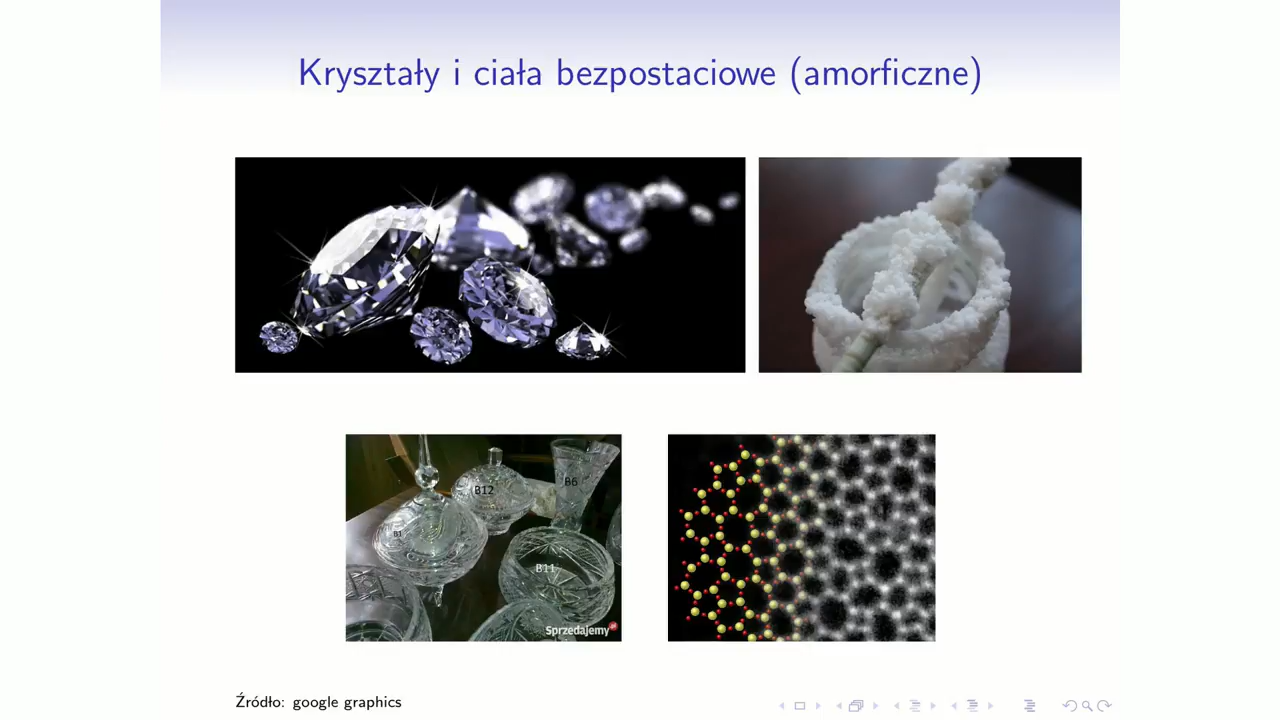 Kryształy i ciała bezpostaciowe (amorficzne)
B12
B6
B1
B11
Sprzedajemy
Źródło: google graphics